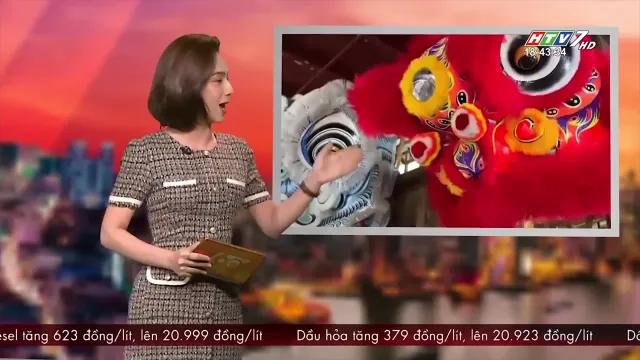 HTV7 HD
18:43:34
esel tăng 623 đồng/lít, lên 20.999 đồng/lít Dầu hỏa tăng 379 đồng/lít, lên 20.923 đồng/lít Dầ